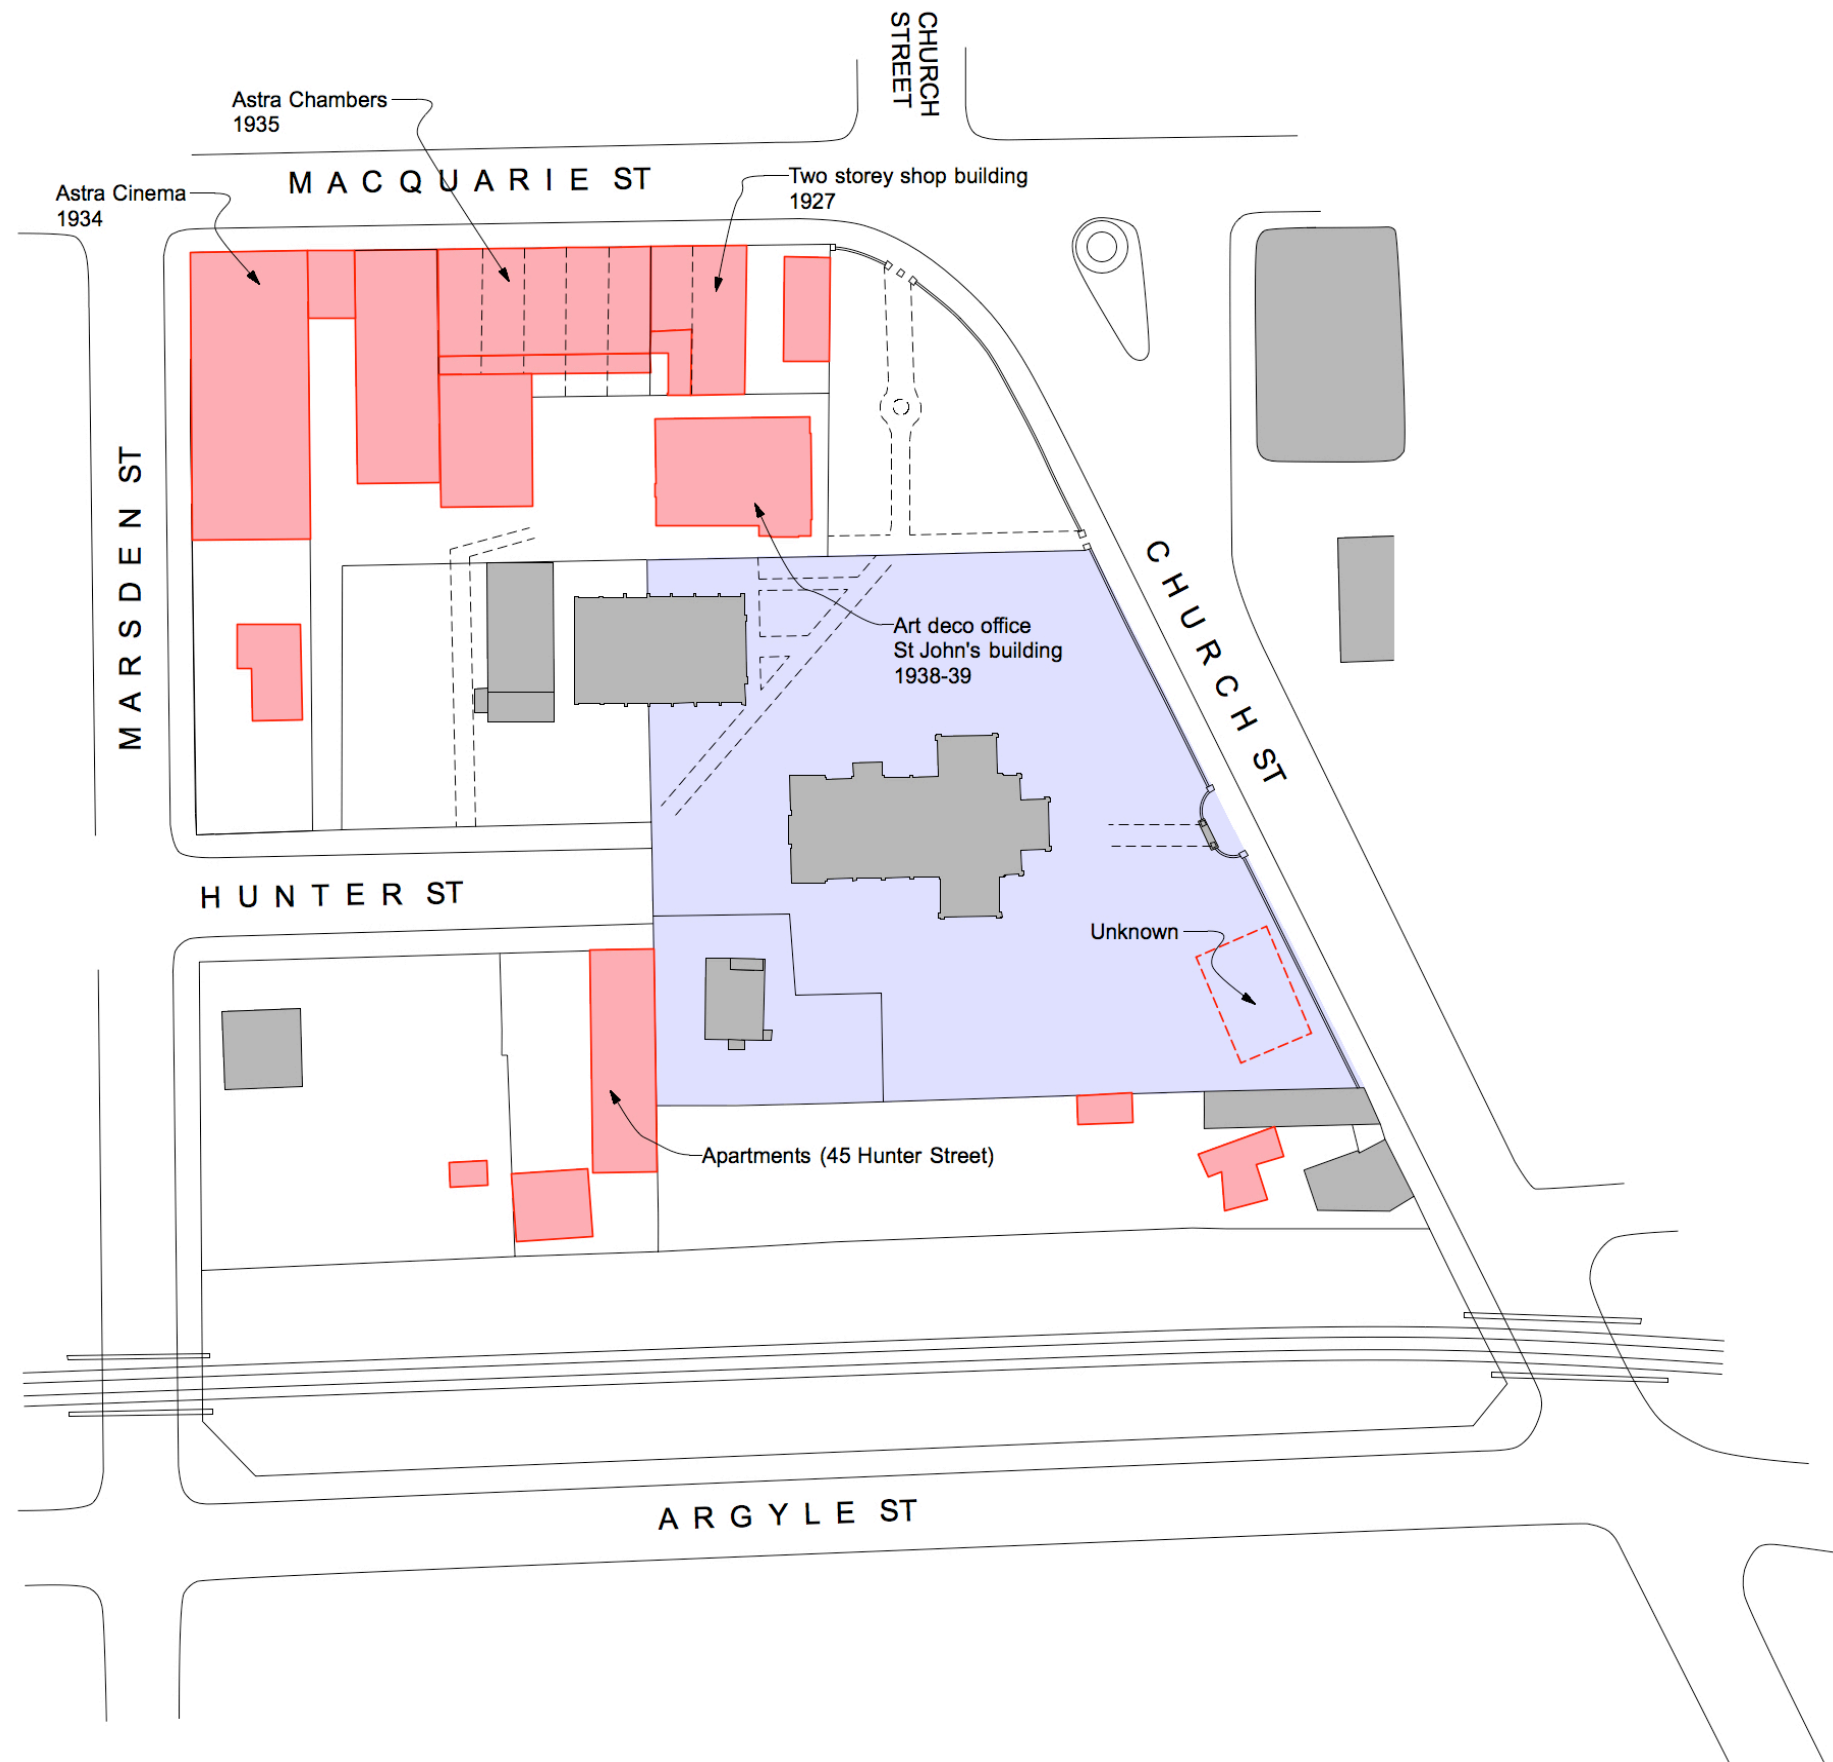 CHURCH
STREET
Astra Chambers
1935
MACQUARIE ST
Two storey shop building
1927
Astra Cinema
1934
MARSDEN ST
CHURCH ST
Art deco office
St John's building
1938-39
HUNTER ST
Unknown
Apartments (45 Hunter Street)
ARGYLE ST